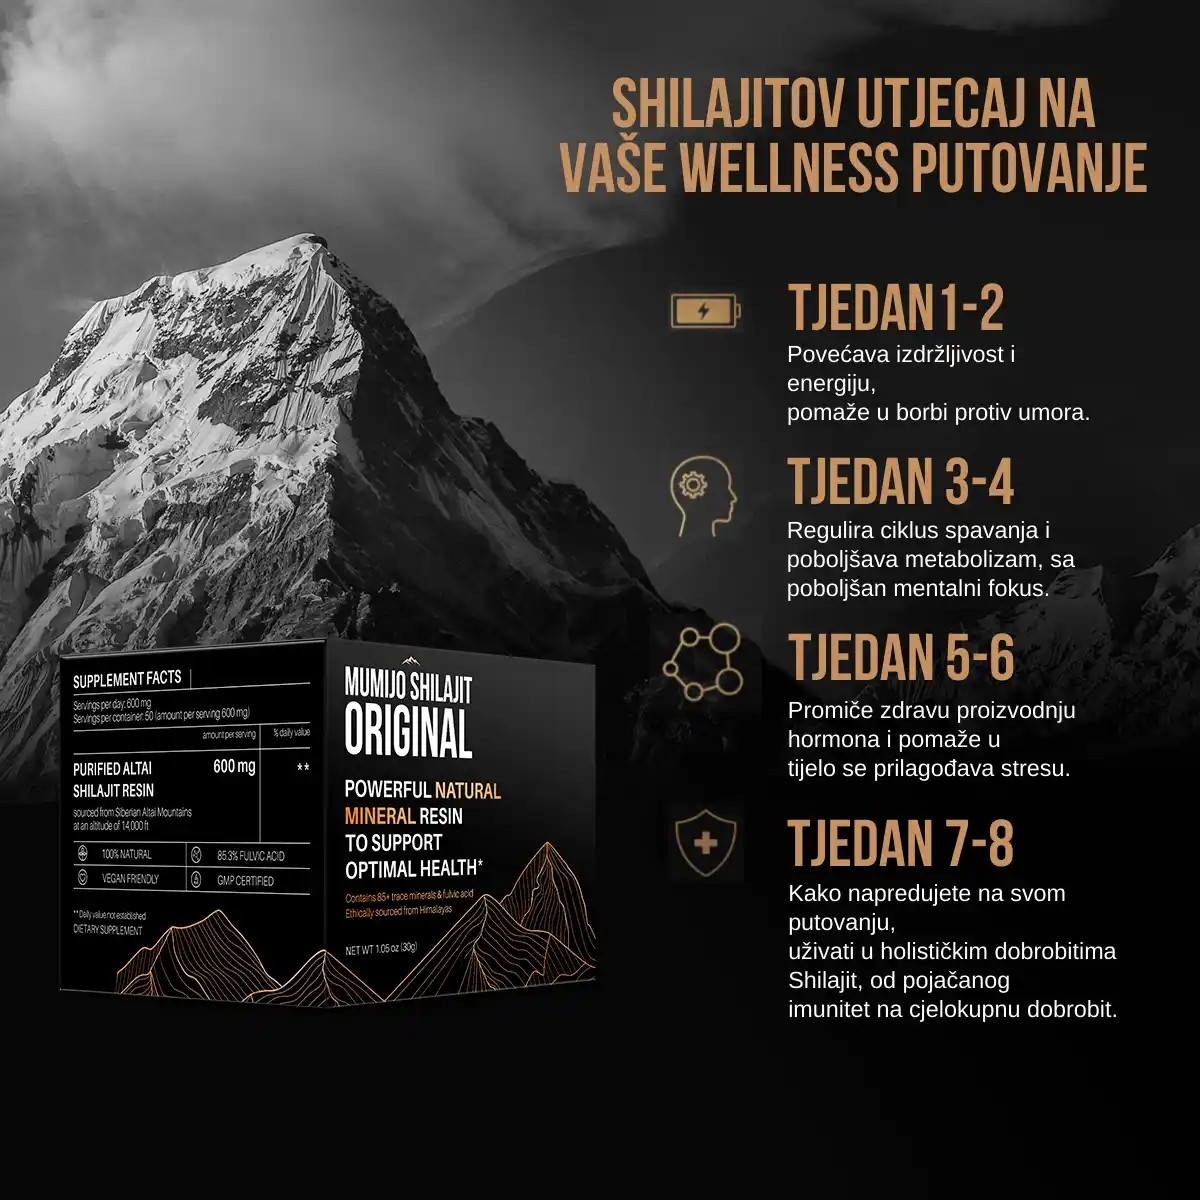 SHILAJITOV UTJECAJ NA
VAŠE WELLNESS PUTOVANJE
TJEDAN 1-2
Povećava izdržljivost i
energiju,
pomaže u borbi protiv umora.
TJEDAN 3-4
Regulira ciklus spavanja i
poboljšava metabolizam, sa
poboljšan mentalni fokus.
TJEDAN 5-6
Promiče zdravu proizvodnju
hormona i pomaže u
tijelo se prilagođava stresu.
TJEDAN 7-8
Kako napredujete na svom
putovanju,
uživati u holističkim dobrobitima
Shilajit, od pojačanog
imunitet na cjelokupnu dobrobit.
SUPPLEMENT FACTS
Servings per day: 600 mg
Servings per container: 50 (amount per serving 600 mg)
amount per serving % daily value
PURIFIED ALTAI 600 mg **
SHILAJIT RESIN
sourced from Siberian Altai Mountains
at an altitude of 14,000 ft
100% NATURAL 85.3% FULVIC ACID
VEGAN FRIENDLY GMP CERTIFIED
** Daily value not established
DIETARY SUPPLEMENT
MUMIJO SHILAJIT
ORIGINAL
POWERFUL NATURAL
MINERAL RESIN
TO SUPPORT
OPTIMAL HEALTH*
Contains 85+ trace minerals & fulvic acid
Ethically sourced from Himalayas
NET WT 1.05 oz (30g)